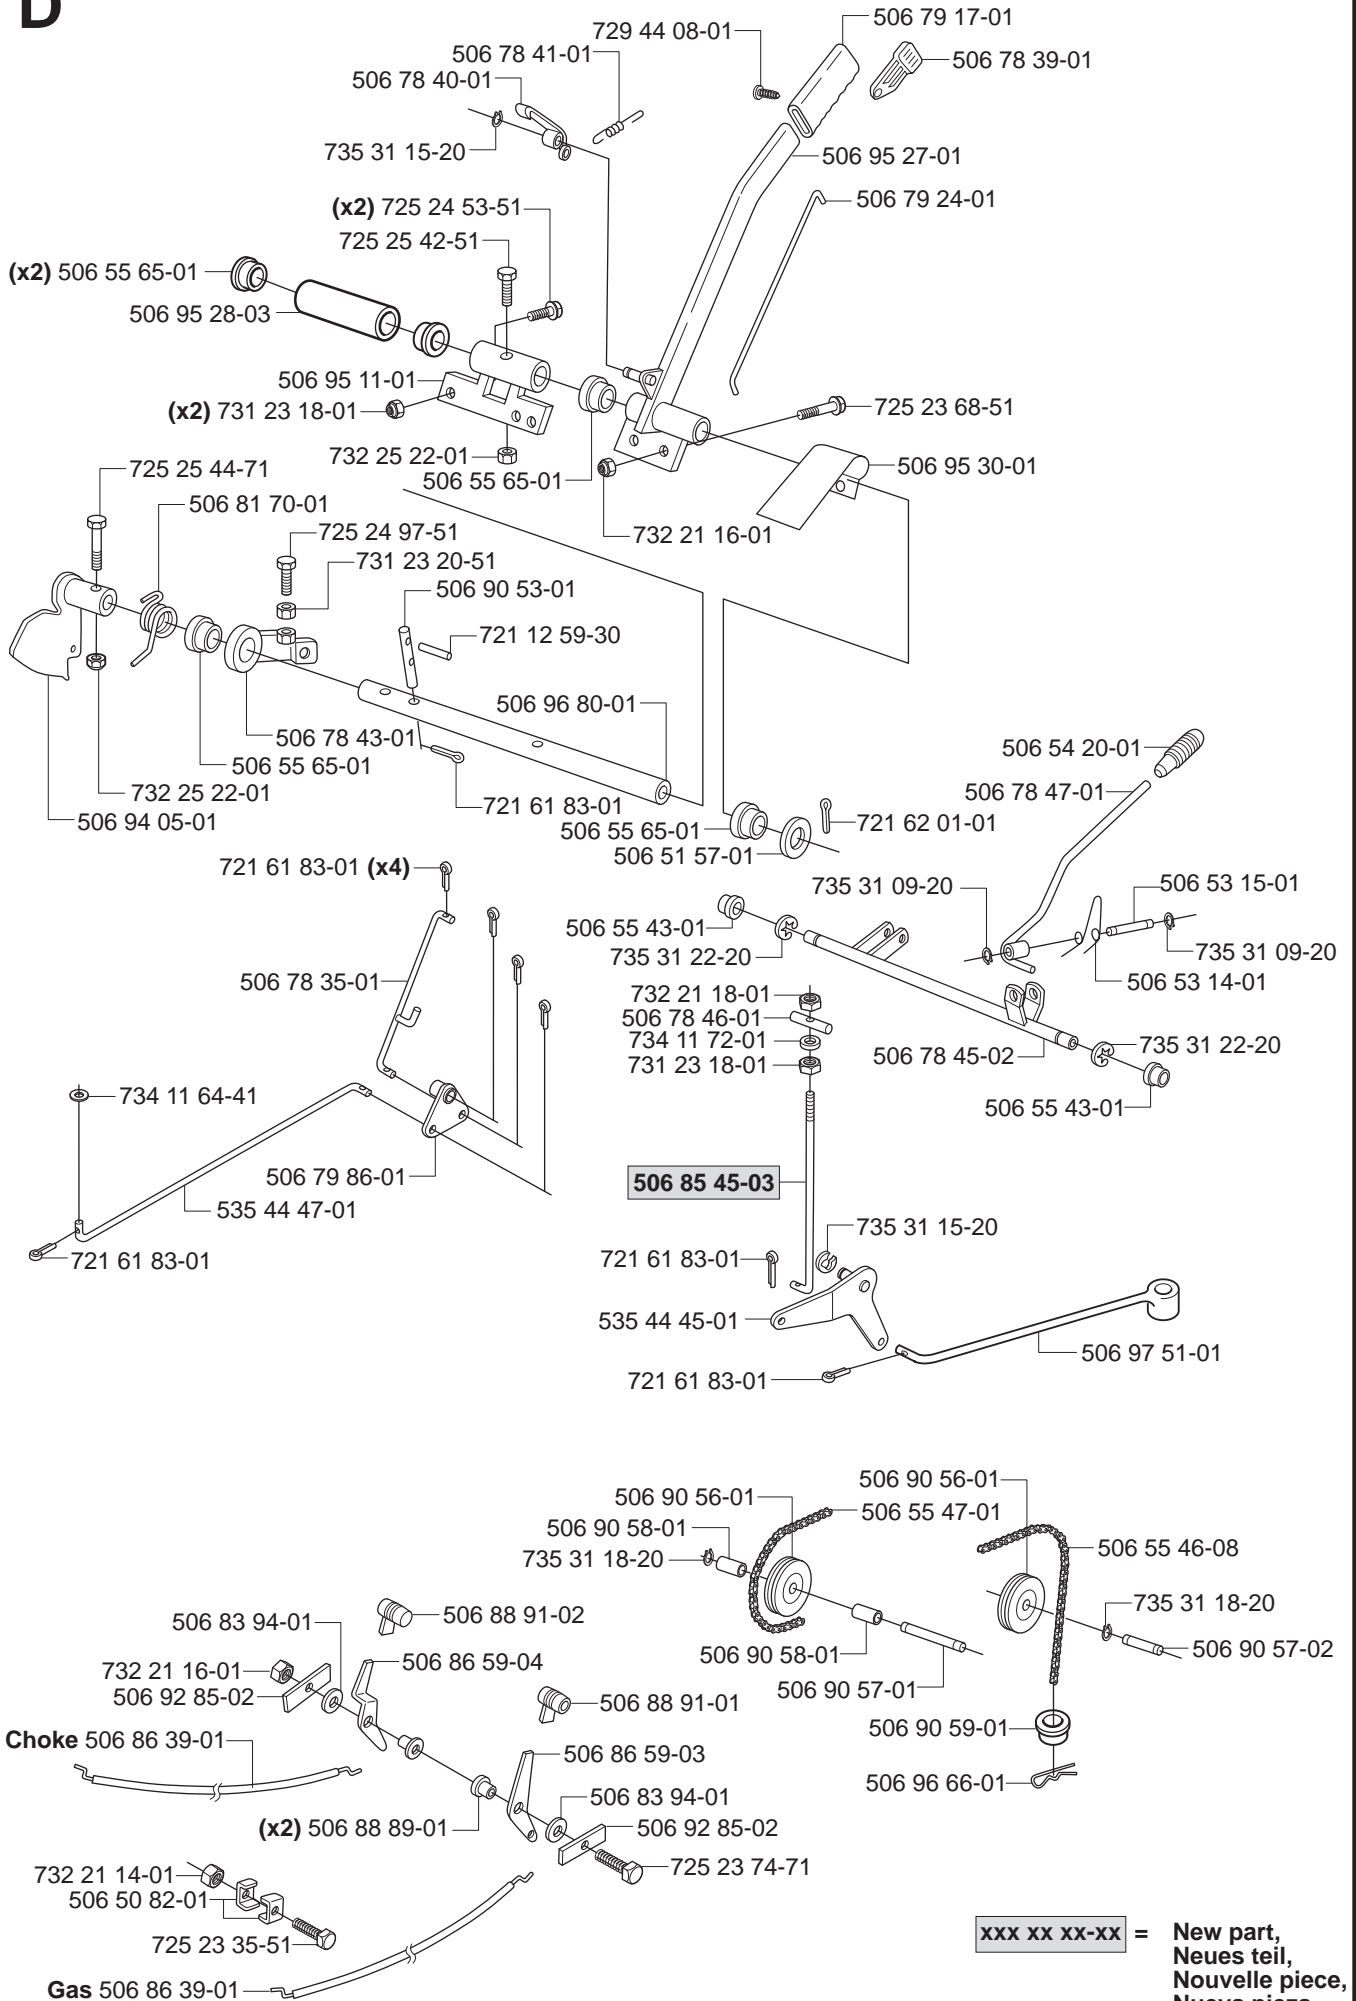 D
506 79 17-01
729 44 08-01
506 78 41-01
506 78 39-01
506 78 40-01
735 31 15-20
506 95 27-01
506 79 24-01
(x2) 725 24 53-51
725 25 42-51
(x2) 506 55 65-01
506 95 28-03
506 95 11-01
(x2) 731 23 18-01
725 23 68-51
732 25 22-01
725 25 44-71
506 95 30-01
506 55 65-01
506 81 70-01
725 24 97-51
732 21 16-01
731 23 20-51
506 90 53-01
721 12 59-30
506 96 80-01
506 78 43-01
506 54 20-01
506 55 65-01
506 78 47-01
732 25 22-01
721 61 83-01
506 94 05-01
506 55 65-01
721 62 01-01
506 51 57-01
721 61 83-01 (x4)
735 31 09-20
506 53 15-01
506 55 43-01
735 31 22-20
735 31 09-20
506 78 35-01
506 53 14-01
732 21 18-01
506 78 46-01
734 11 72-01
731 23 18-01
506 78 45-02
735 31 22-20
734 11 64-41
506 55 43-01
506 79 86-01
506 85 45-03
535 44 47-01
735 31 15-20
721 61 83-01
721 61 83-01
535 44 45-01
506 97 51-01
721 61 83-01
506 90 56-01
506 90 56-01
506 55 47-01
506 90 58-01
735 31 18-20
506 55 46-08
735 31 18-20
506 88 91-02
506 83 94-01
506 90 58-01
506 90 57-02
506 86 59-04
732 21 16-01
506 92 85-02
506 90 57-01
506 88 91-01
506 90 59-01
Choke 506 86 39-01
506 86 59-03
506 96 66-01
506 83 94-01
(x2) 506 88 89-01
506 92 85-02
725 23 74-71
732 21 14-01
506 50 82-01
725 23 35-51
Gas 506 86 39-01
xxx xx xx-xx = New part,
Neues teil,
Nouvelle piece,